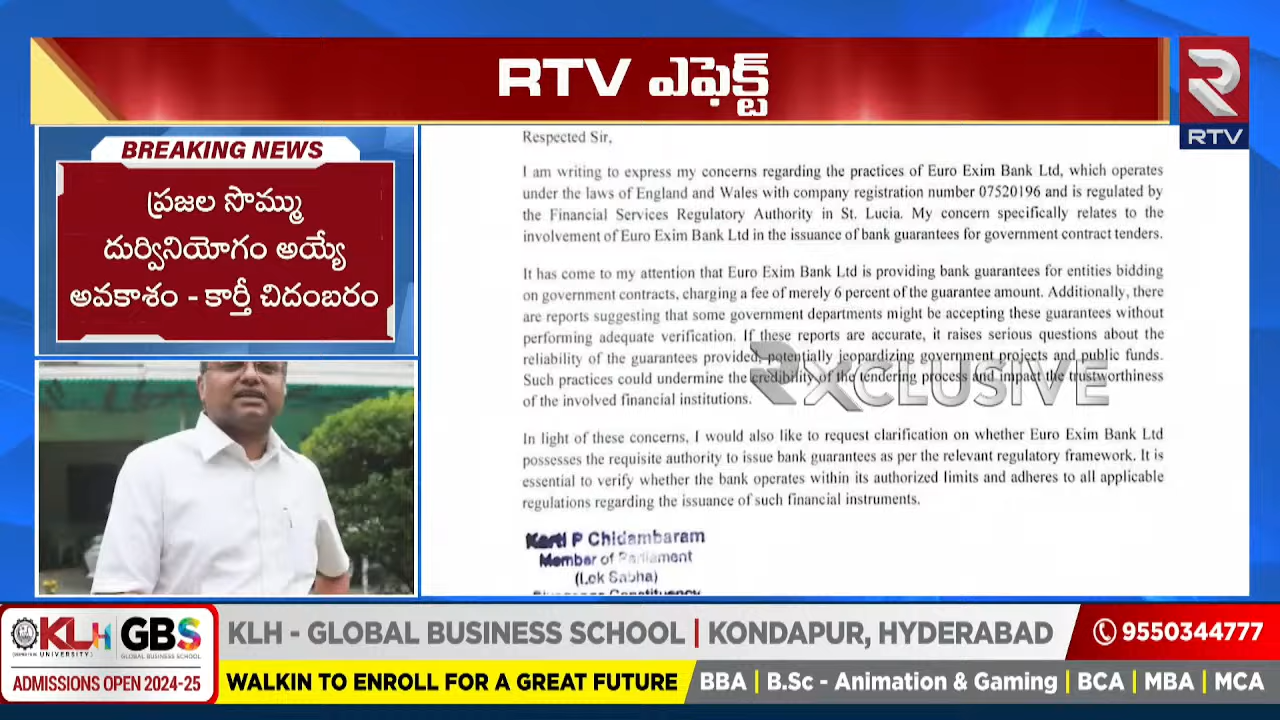 RTV ఎఫెక్ట్
RTV
BREAKING NEWS
ప్రజల సొమ్ము
దుర్వినియోగం అయ్యే
అవకాశం - కార్తీ చిదంబరం
Respected Sir,
I am writing to express my concerns regarding the practices of Euro Exim Bank Ltd, which operates
under the laws of England and Wales with company registration number 07520196 and is regulated by
the Financial Services Regulatory Authority in St. Lucia. My concern specifically relates to the
involvement of Euro Exim Bank Ltd in the issuance of bank guarantees for government contract tenders.
It has come to my attention that Euro Exim Bank Ltd is providing bank guarantees for entities bidding
on government contracts, charging a fee of merely 6 percent of the guarantee amount. Additionally, there
are reports suggesting that some government departments might be accepting these guarantees without
performing adequate verification. If these reports are accurate, it raises serious questions about the
reliability of the guarantees provided, potentially jeopardizing government projects and public funds.
Such practices could undermine the credibility of the tendering process and impact the trustworthiness
of the involved financial institutions.
RXCLUSIVE
In light of these concerns, I would also like to request clarification on whether Euro Exim Bank Ltd
possesses the requisite authority to issue bank guarantees as per the relevant regulatory framework. It is
essential to verify whether the bank operates within its authorized limits and adheres to all applicable
regulations regarding the issuance of such financial instruments.
Karti P Chidambaram
Member of Parliament
(Lok Sabha)
KLH GBS
UNIVERSITY GLOBAL BUSINESS SCHOOL
ADMISSIONS OPEN 2024-25
KLH - GLOBAL BUSINESS SCHOOL | KONDAPUR, HYDERABAD
9550344777
WALKIN TO ENROLL FOR A GREAT FUTURE
BBA | B.Sc - Animation & Gaming | BCA | MBA | MCA